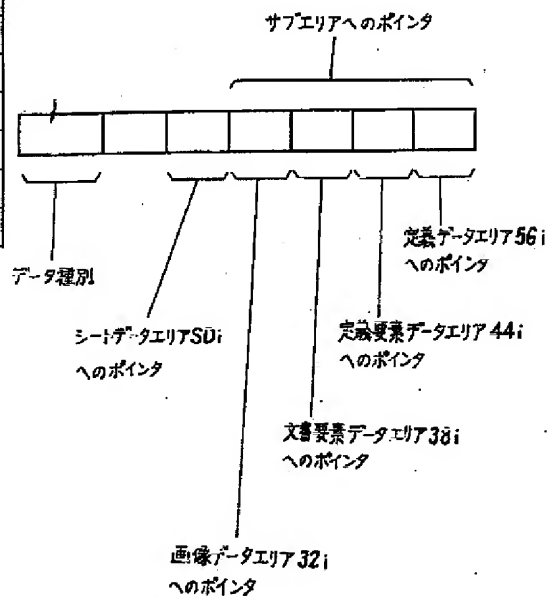 サブエリアへのポインタ
データ種別
定義データエリア56i
へのポインタ
シートデータエリアSDi
へのポインタ
定義要素データエリア44i
へのポインタ
文書要素データエリア38i
へのポインタ
画像データエリア32i
へのポインタ